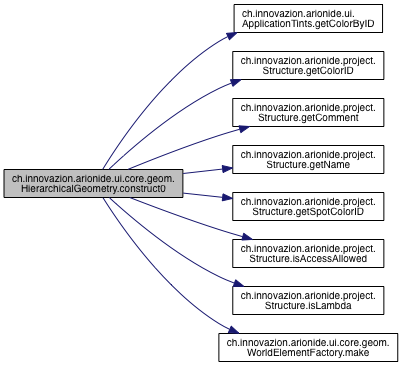 ch.innovazion.arionide.ui.core.geom.
HierarchicalGeometry.construct0
ch.innovazion.arionide.ui.
ApplicationTints.getColorByID
ch.innovazion.arionide.project.
Structure.getColorID
ch.innovazion.arionide.project.
Structure.getComment
ch.innovazion.arionide.project.
Structure.getName
ch.innovazion.arionide.project.
Structure.getSpotColorID
ch.innovazion.arionide.project.
Structure.isAccessAllowed
ch.innovazion.arionide.project.
Structure.isLambda
ch.innovazion.arionide.ui.core.geom.
WorldElementFactory.make